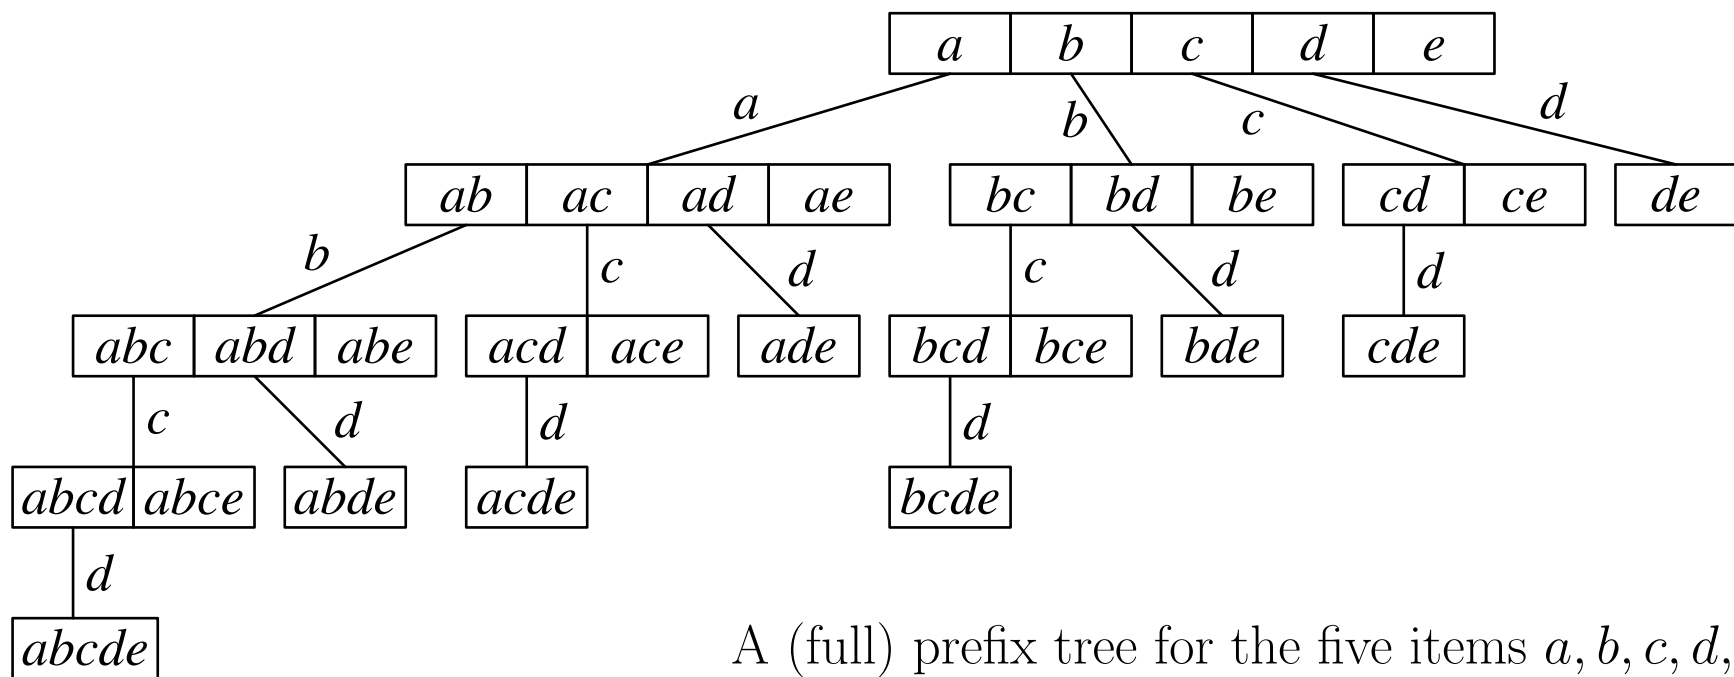 a b c d e
a b c d
ab ac ad ae bc bd be cd ce de
b c d c d d
abc abd abe acd ace ade bcd bce bde cde
c d d d
abcd abce abde acde bcde
d
abcde
A (full) prefix tree for the five items a, b, c, d,